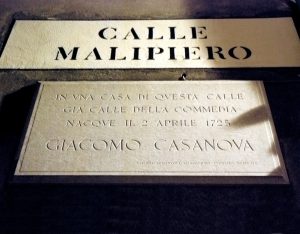 CALLE
MALIPIERO
IN VNA CASA DI QVESTA CALLE
GIA CALLE DELLA COMMEDIA
NACQVE IL 2 APRILE 1725
GIACOMO CASANOVA